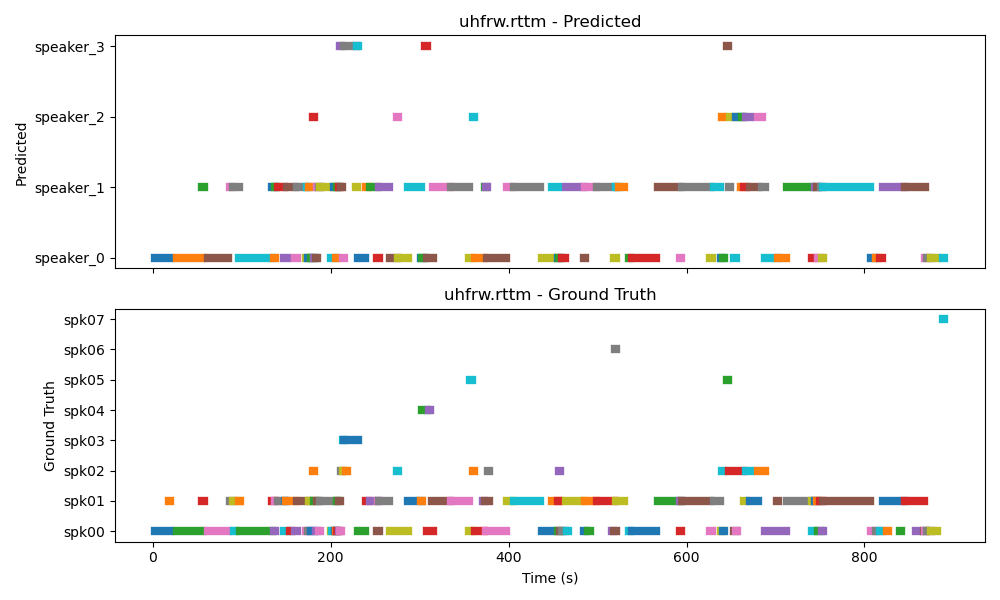 uhfrw.rttm - Predicted
speaker_3
speaker_2
speaker_1
speaker_0
Predicted
uhfrw.rttm - Ground Truth
spk07
spk06
spk05
spk04
spk03
spk02
spk01
spk00
Ground Truth
0 200 400 600 800
Time (s)